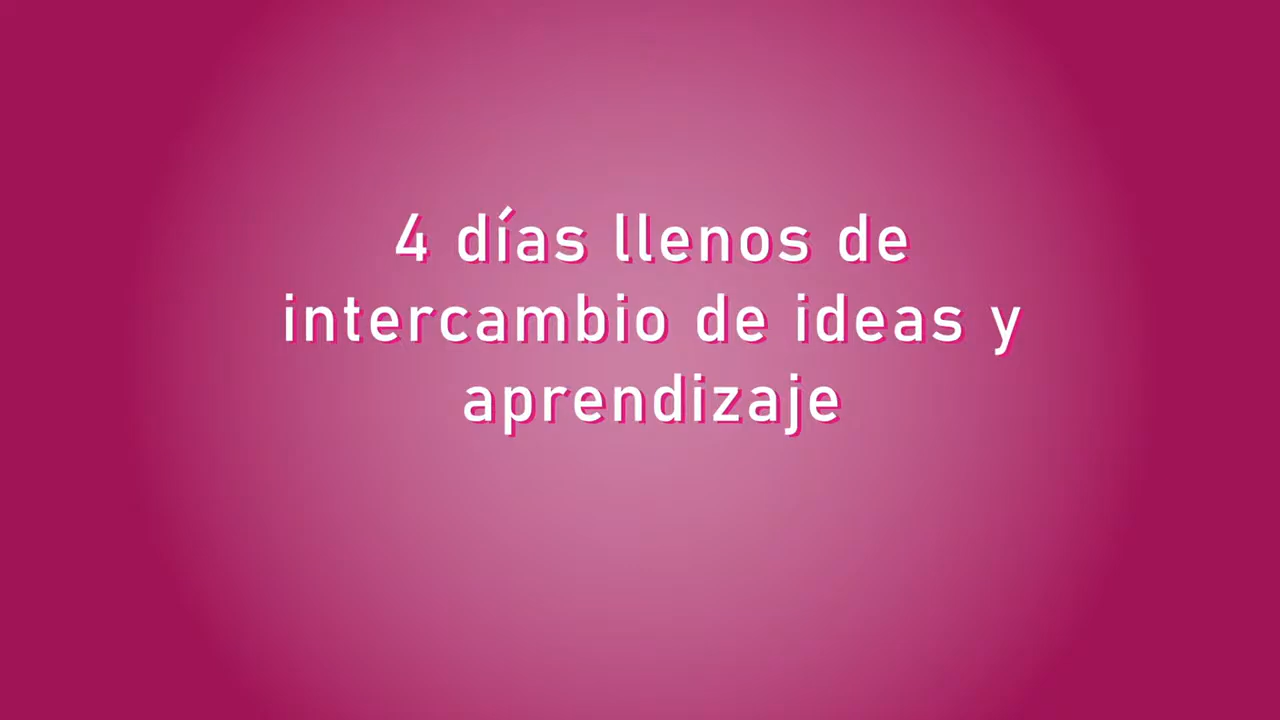 4 días llenos de
intercambio de ideas y
aprendizaje